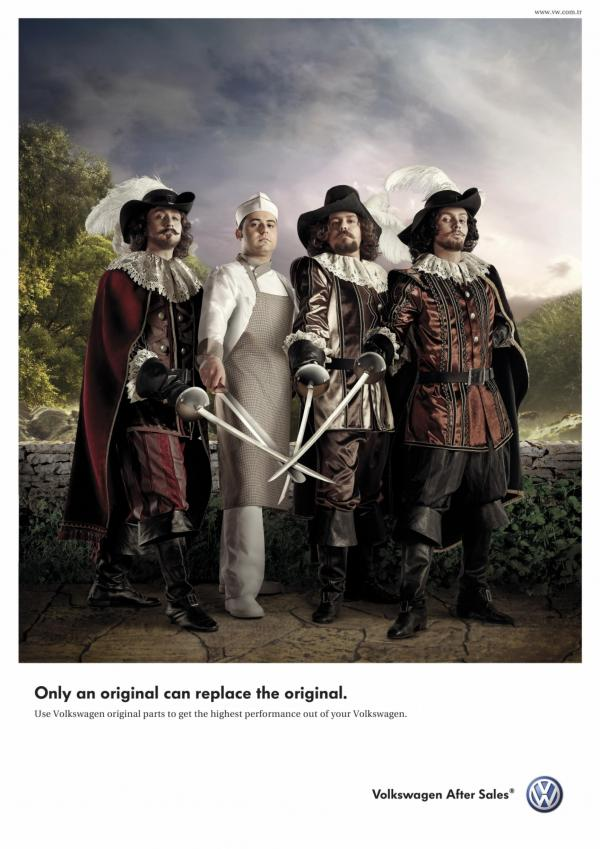 www.vw.com.tr
Only an original can replace the original.
Use Volkswagen original parts to get the highest performance out of your Volkswagen.
Volkswagen After Sales®